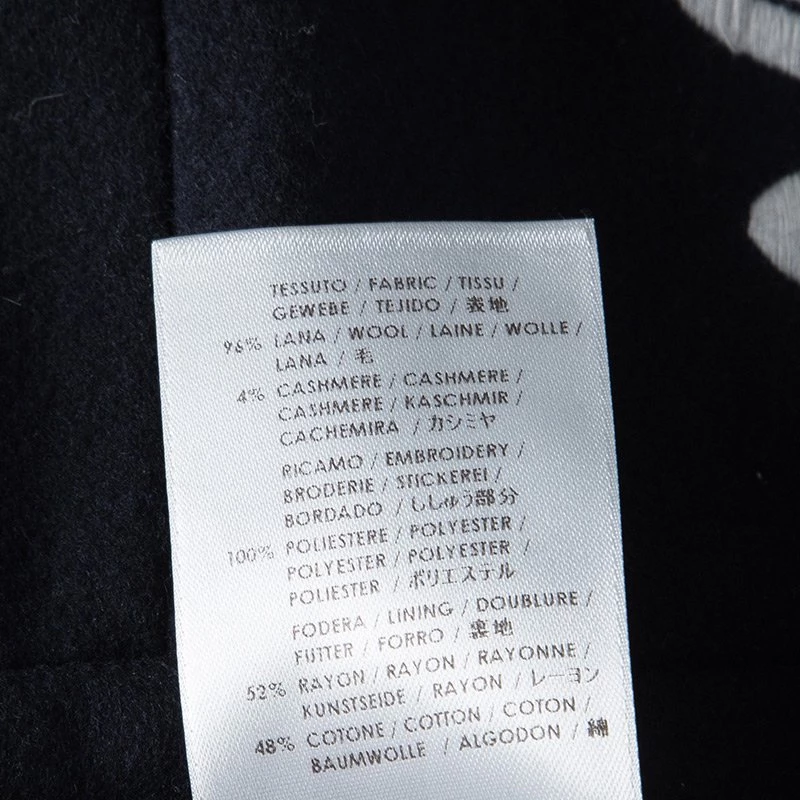 TESSUTO / FABRIC / TISSU /
GEWEBE / TEJIDO / 表地
96% LANA / WOOL / LAINE / WOLLE /
LANA / 毛
4% CASHMERE / CASHMERE /
CASHMERE / KASCHMIR /
CACHEMIRA / カシミヤ
RICAMO / EMBROIDERY /
BRODERIE / STICKEREI /
BORDADO / ししゅう部分
100% POLIESTERE / POLYESTER /
POLYESTER / POLYESTER /
POLIESTER / ポリエステル
FODERA / LINING / DOUBLURE /
FUTTER / FORRO /裏地
52% RAYON / RAYON / RAYONNE /
KUNSTSEIDE / RAYON / レーヨン
48% COTONE / COTTON / COTON /
BAUMWOLLE / ALGODON / 綿